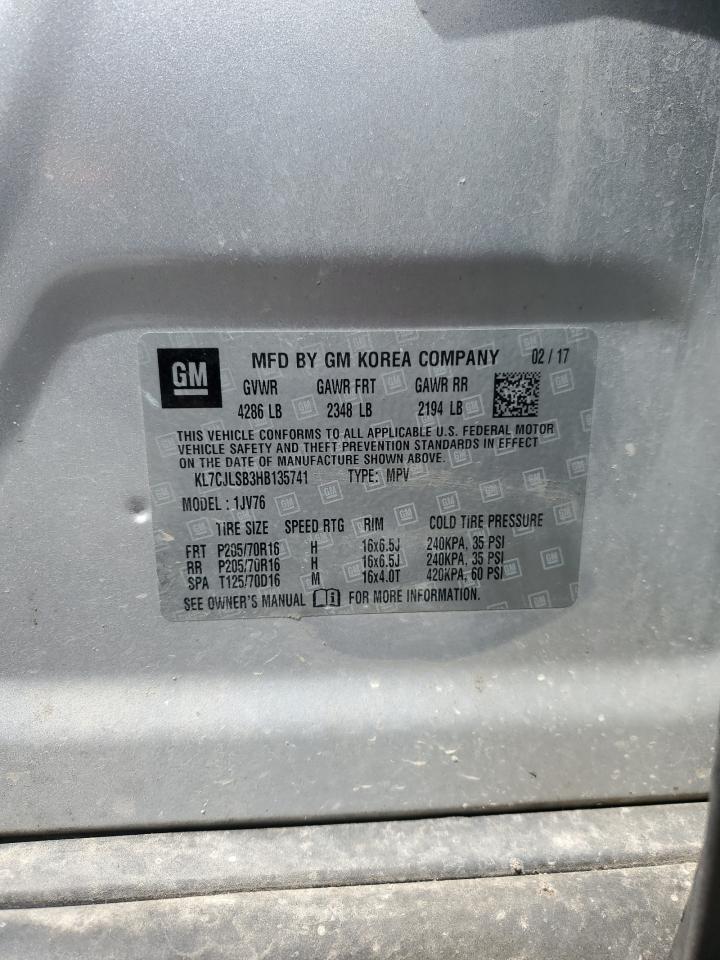 GM MFD BY GM KOREA COMPANY 02 / 17
GVWR GAWR FRT GAWR RR
4286 LB 2348 LB 2194 LB
THIS VEHICLE CONFORMS TO ALL APPLICABLE U.S. FEDERAL MOTOR
VEHICLE SAFETY AND THEFT PREVENTION STANDARDS IN EFFECT
ON THE DATE OF MANUFACTURE SHOWN ABOVE.
KL7CJLSB3HB135741 TYPE: MPV
MODEL : 1JV76
TIRE SIZE SPEED RTG RIM COLD TIRE PRESSURE
FRT P205/70R16 H 16x6.5J 240KPA, 35 PSI
RR P205/70R16 H 16x6.5J 240KPA, 35 PSI
SPA T125/70D16 M 16x4.0T 420KPA, 60 PSI
SEE OWNER'S MANUAL FOR MORE INFORMATION.